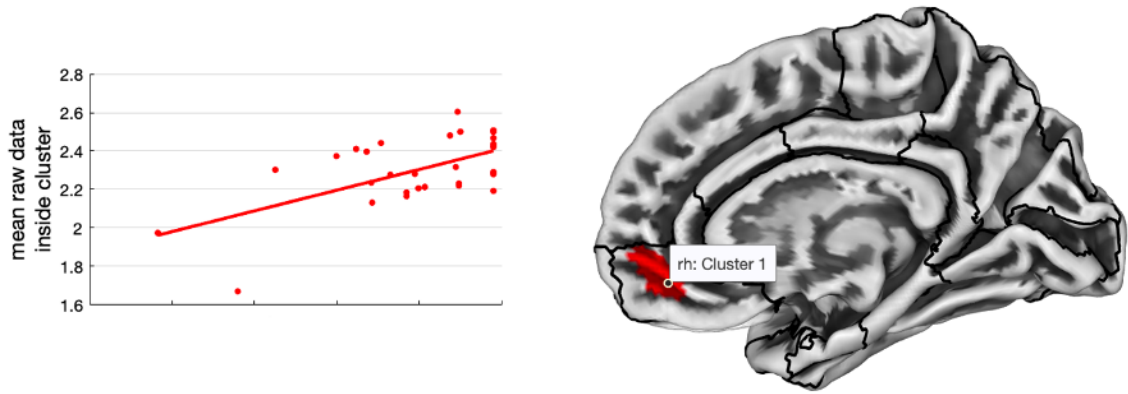 mean raw data
inside cluster
2.8
2.6
2.4
2.2
2
1.8
1.6
rh: Cluster 1